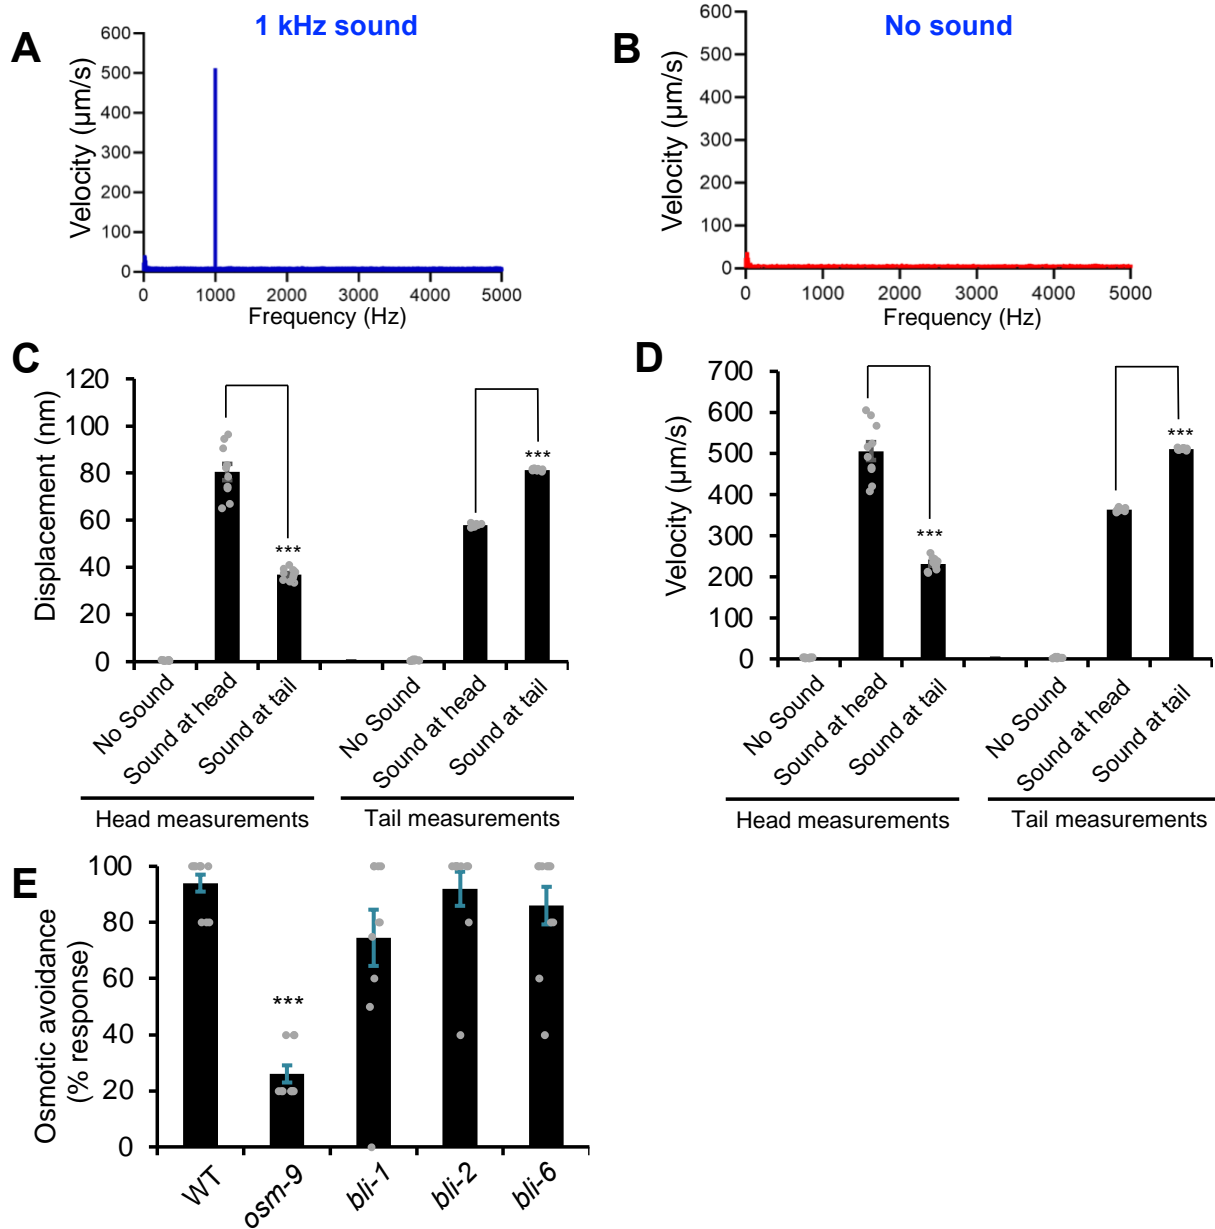 A
1 kHz sound
Velocity (µm/s)
600
500
400
300
200
100
0
0 1000 2000 3000 4000 5000
Frequency (Hz)
B
No sound
Velocity (µm/s)
600
500
400
300
200
100
0
0 1000 2000 3000 4000 5000
Frequency (Hz)
C
Displacement (nm)
120
100
80
60
40
20
0
***
***
No Sound
Sound at head
Sound at tail
No Sound
Sound at head
Sound at tail
Head measurements
Tail measurements
D
Velocity (µm/s)
700
600
500
400
300
200
100
0
***
***
No Sound
Sound at head
Sound at tail
No Sound
Sound at head
Sound at tail
Head measurements
Tail measurements
E
Osmotic avoidance
(% response)
100
80
60
40
20
0
***
WT
osm-9
bli-1
bli-2
bli-6